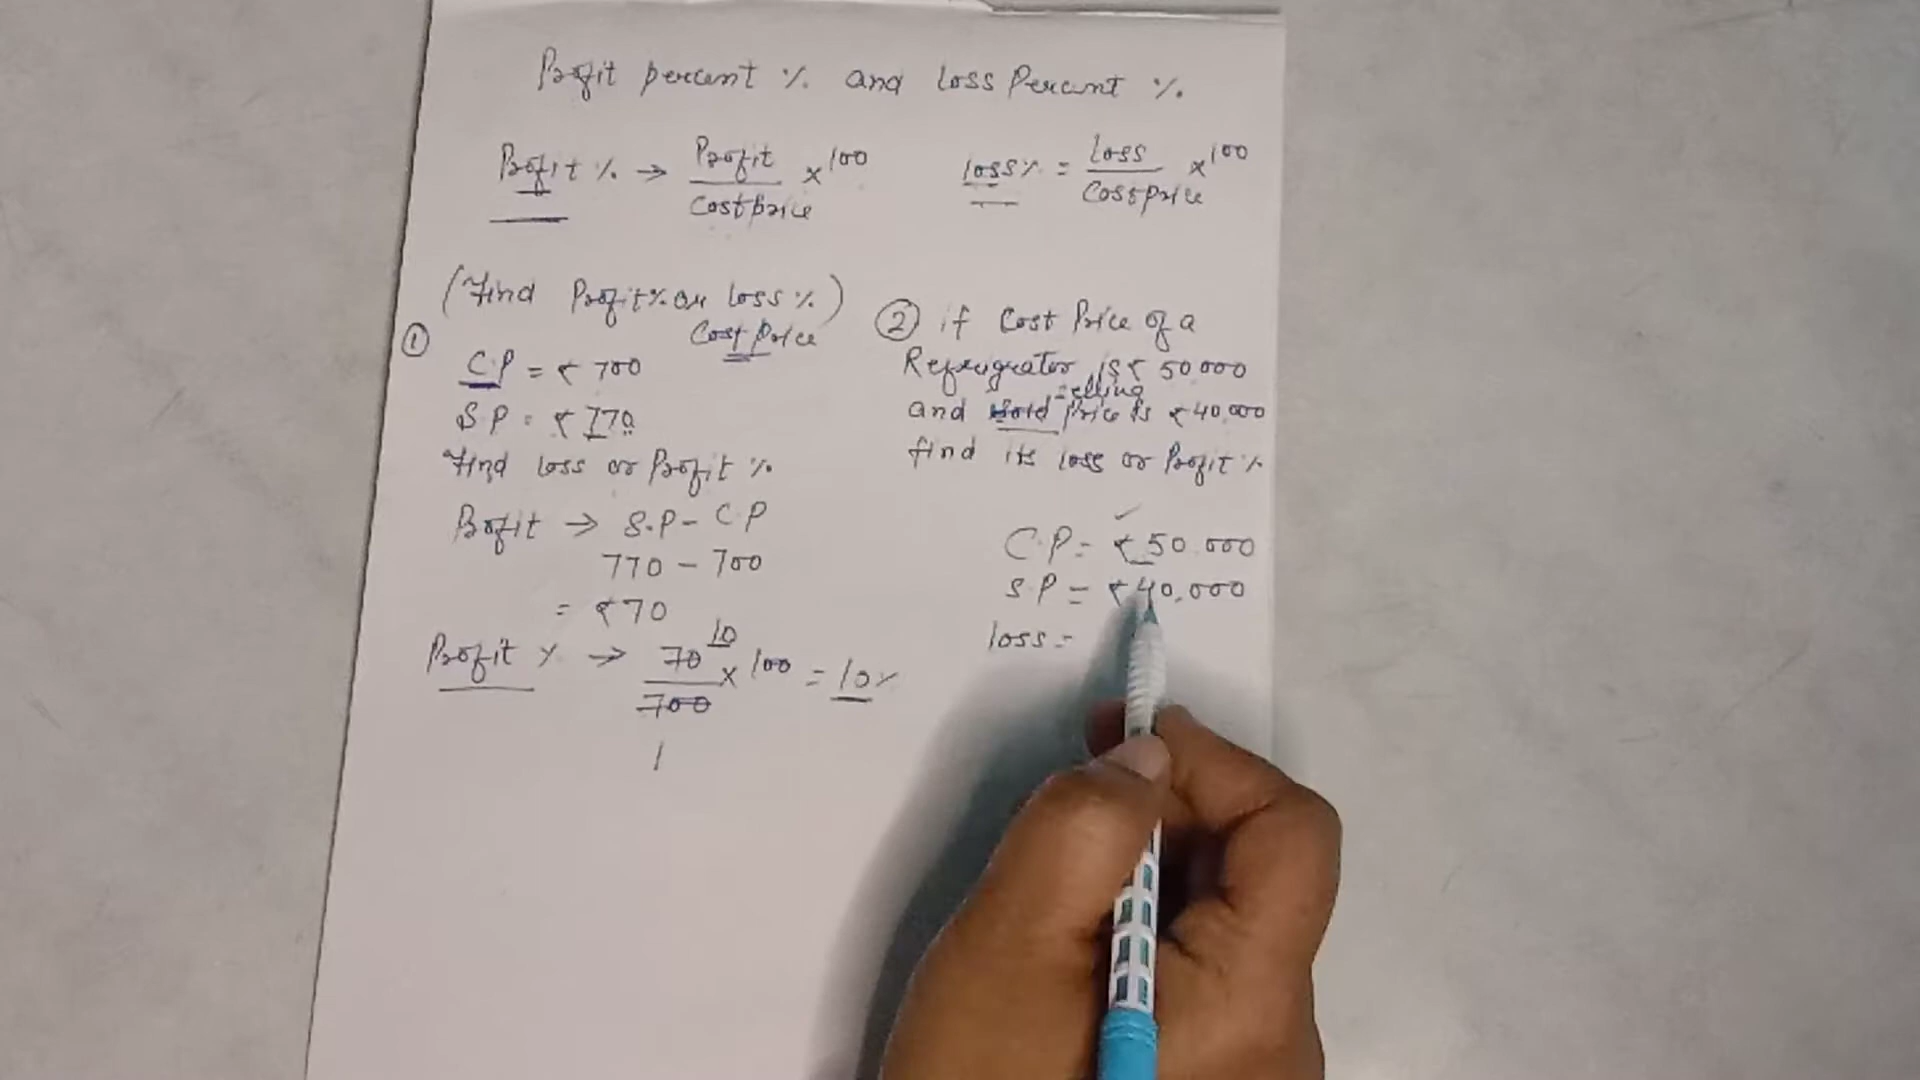 Profit percent % and Loss Percent %
Profit % → Profit / Cost price × 100
loss % = Loss / Cost price × 100
(Find Profit % or loss %)
① Cost Price
C.P = ₹ 700
S.P = ₹ 770
Find loss or Profit %
Profit → S.P - C.P
770 - 700
= ₹70
Profit % → 70 / 700 × 100 = 10%
10
1
② if Cost Price of a
Refrigrator is ₹ 50000
selling
and Sold Price is ₹ 40,000
find its loss or Profit %
C.P = ₹ 50.000
S.P = ₹ 40,000
loss =